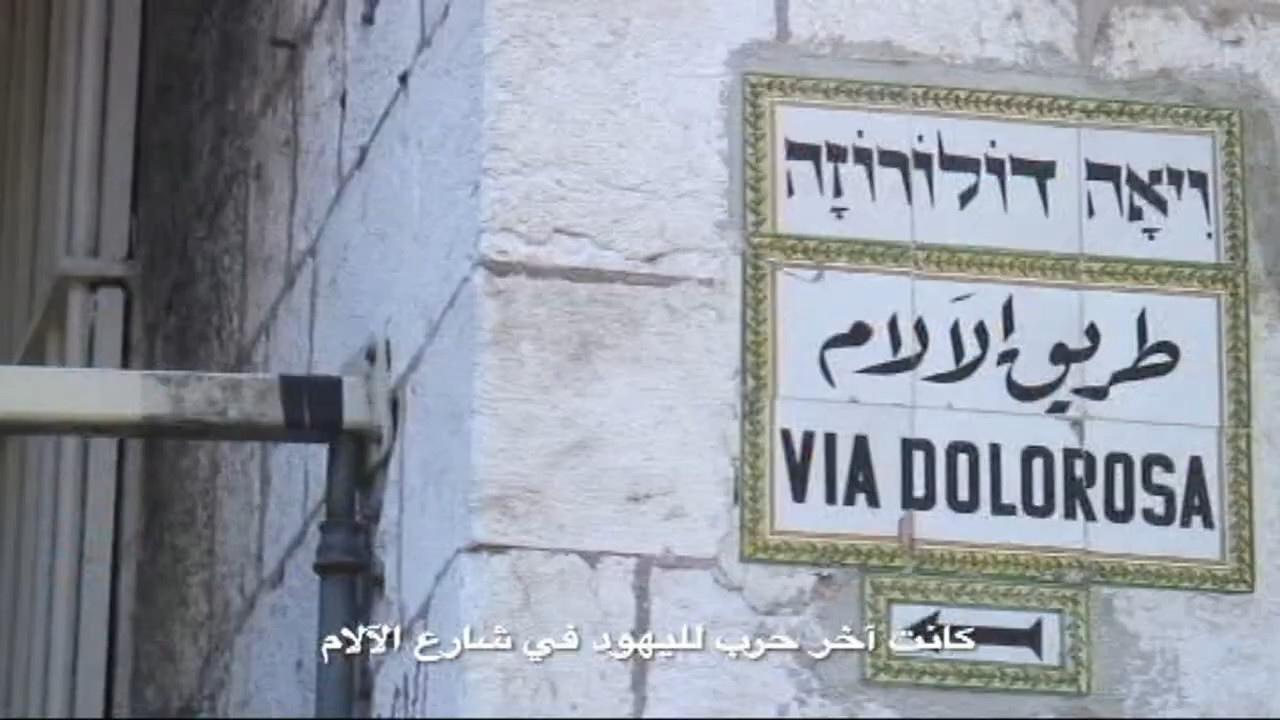 וִיאָה דוֹלוֹרוֹזָה
طريق الآلام
VIA DOLOROSA
كانت آخر حرب لليهود في شارع الآلام